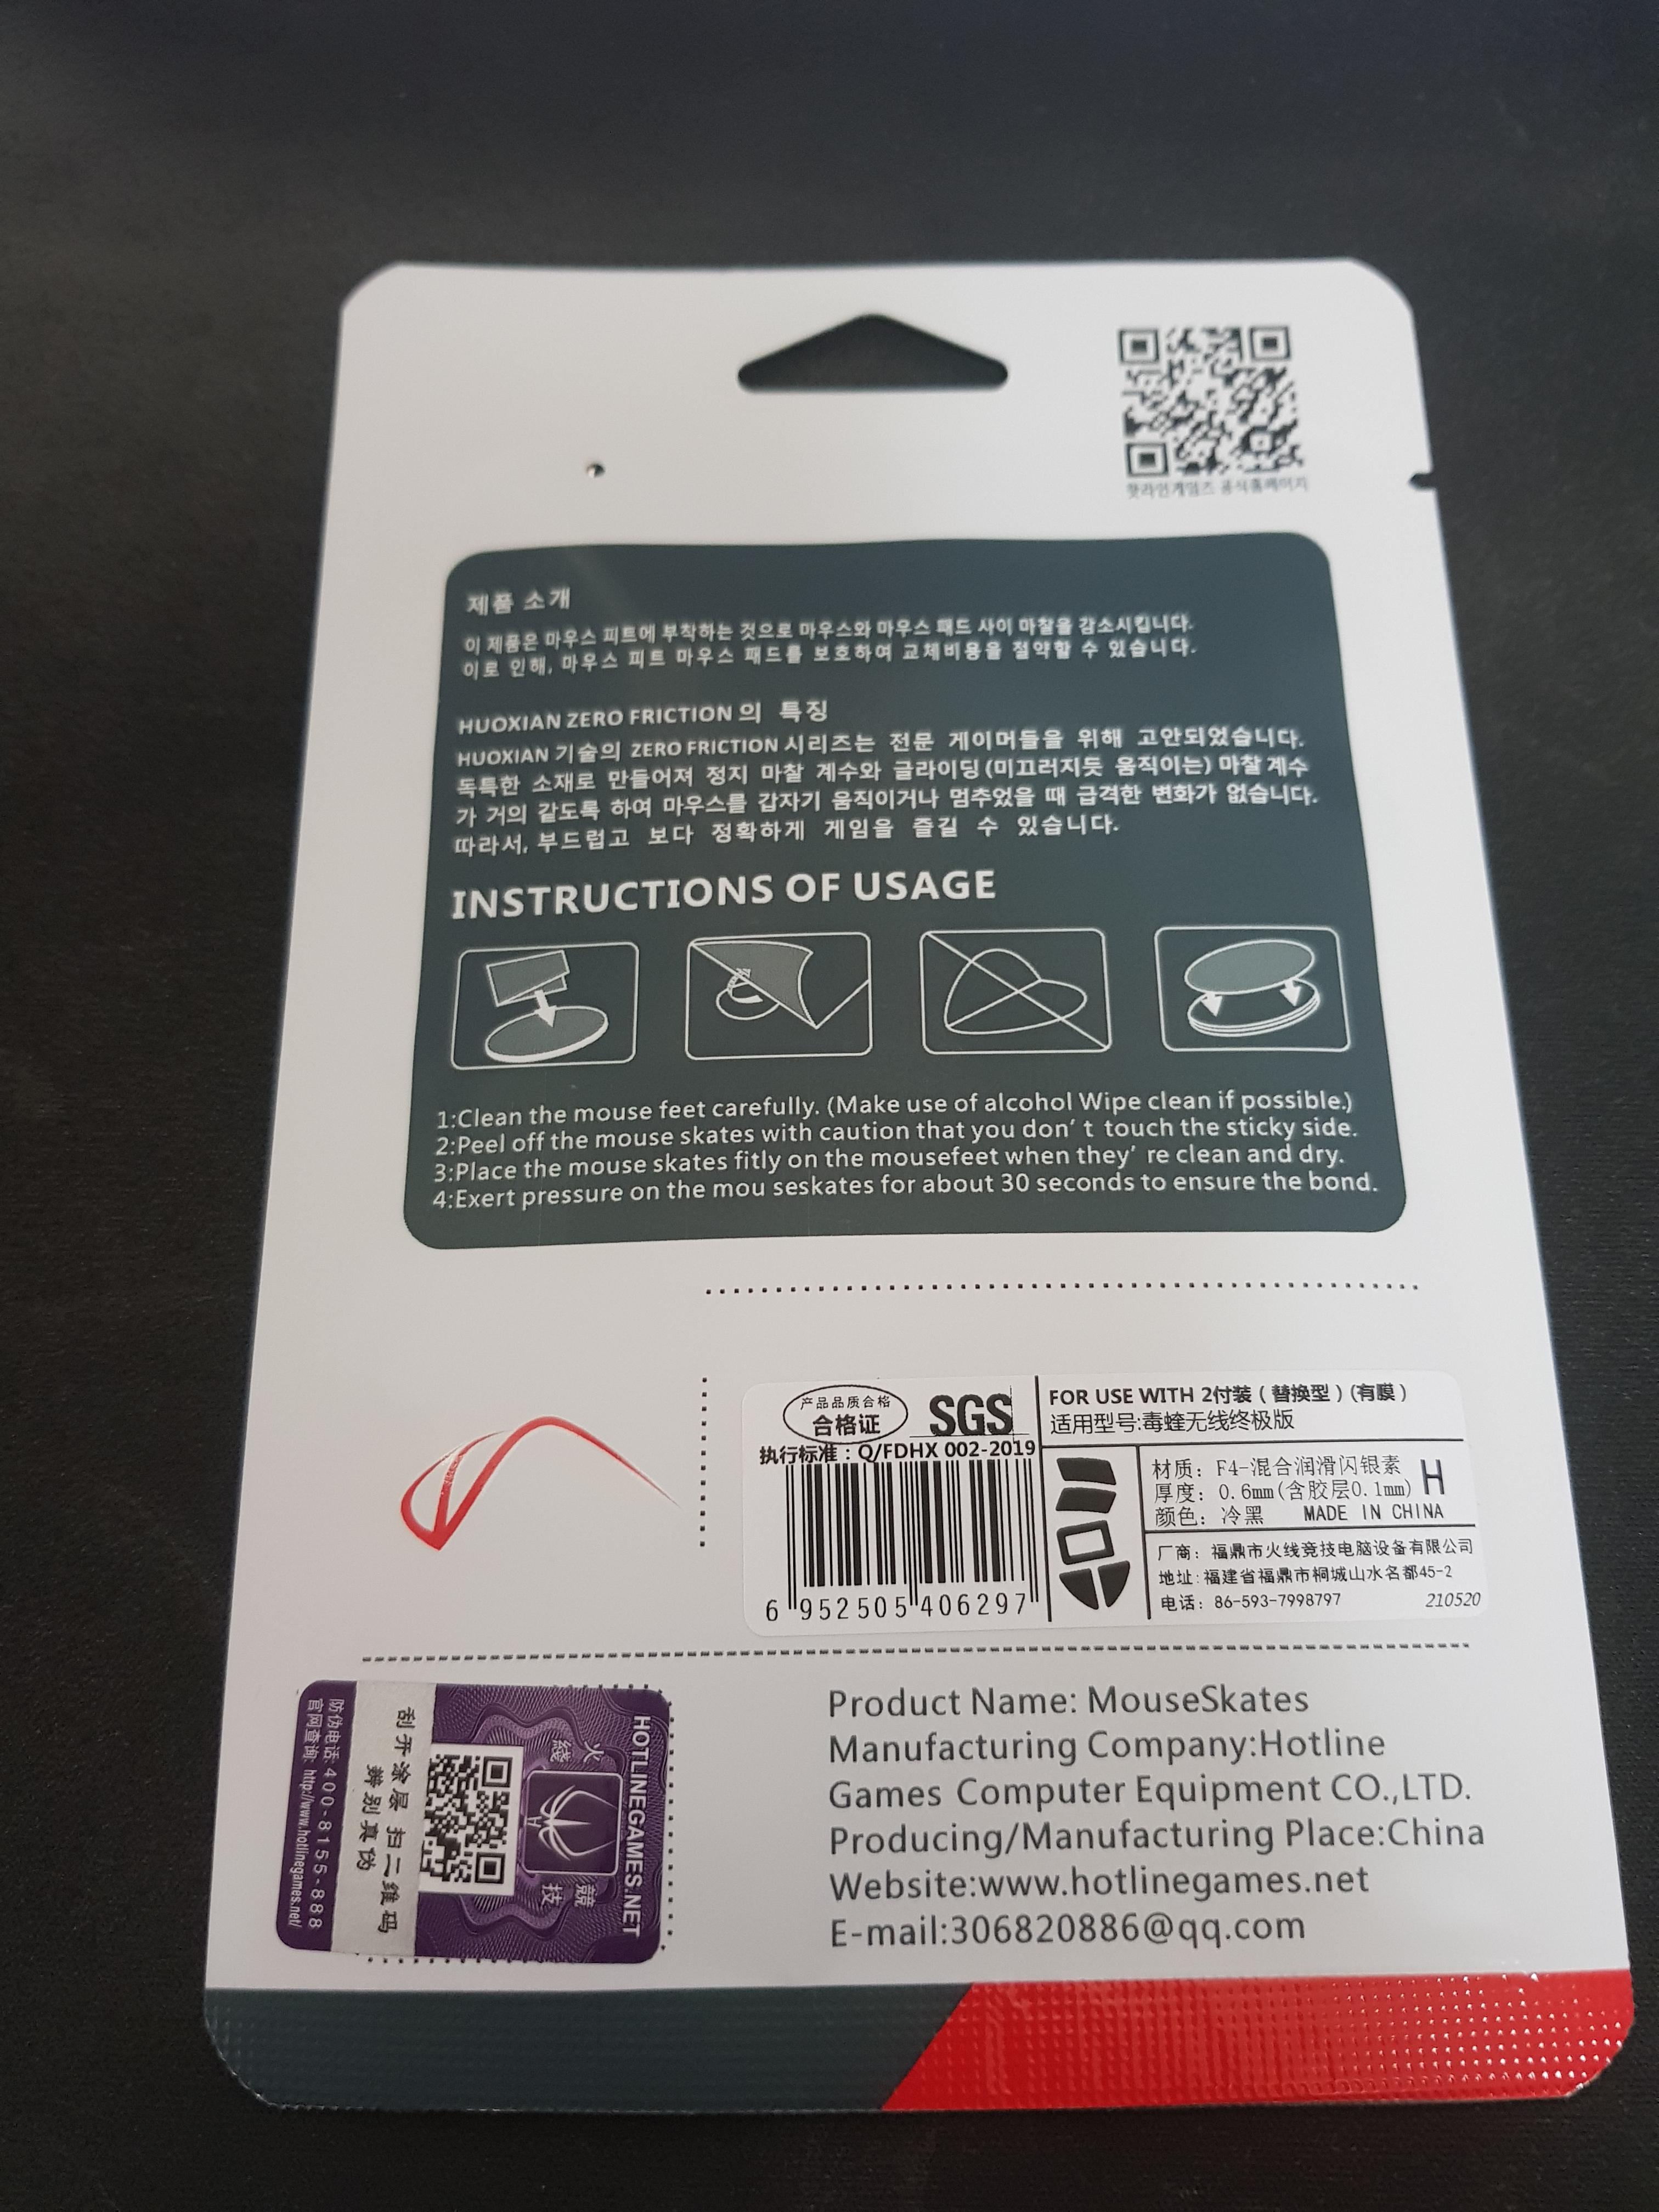 핫라인게임즈 공식홈페이지
제품 소개
이 제품은 마우스 피트에 부착하는 것으로 마우스와 마우스 패드 사이 마찰을 감소시킵니다.
이로 인해, 마우스 피트 마우스 패드를 보호하여 교체비용을 절약할 수 있습니다.
HUOXIAN ZERO FRICTION 의 특징
HUOXIAN 기술의 ZERO FRICTION 시리즈는 전문 게이머들을 위해 고안되었습니다.
독특한 소재로 만들어져 정지 마찰 계수와 글라이딩(미끄러지듯 움직이는) 마찰 계수
가 거의 같도록 하여 마우스를 갑자기 움직이거나 멈추었을 때 급격한 변화가 없습니다.
따라서, 부드럽고 보다 정확하게 게임을 즐길 수 있습니다.
INSTRUCTIONS OF USAGE
1:Clean the mouse feet carefully. (Make use of alcohol Wipe clean if possible.)
2:Peel off the mouse skates with caution that you don' t touch the sticky side.
3:Place the mouse skates fitly on the mousefeet when they' re clean and dry.
4:Exert pressure on the mou seskates for about 30 seconds to ensure the bond.
产品品质合格
合格证
SGS
执行标准：Q/FDHX 002-2019
6 952505 406297
FOR USE WITH 2付装（替换型）(有膜）
适用型号:毒蝰无线终极版
材质：F4-混合润滑闪银素
厚度：0.6mm(含胶层0.1mm)
H
颜色：冷黑 MADE IN CHINA
厂商：福鼎市火线竞技电脑设备有限公司
地址:福建省福鼎市桐城山水名都45-2
电话：86-593-7998797
210520
HOTLINEGAMES.NET
火线
競技
H
刮开涂层 扫二维码
辨别真伪
防伪电话:400-8155-888
官网查询: http://www.hotlinegames.net/
Product Name: MouseSkates
Manufacturing Company:Hotline
Games Computer Equipment CO.,LTD.
Producing/Manufacturing Place:China
Website:www.hotlinegames.net
E-mail:306820886@qq.com